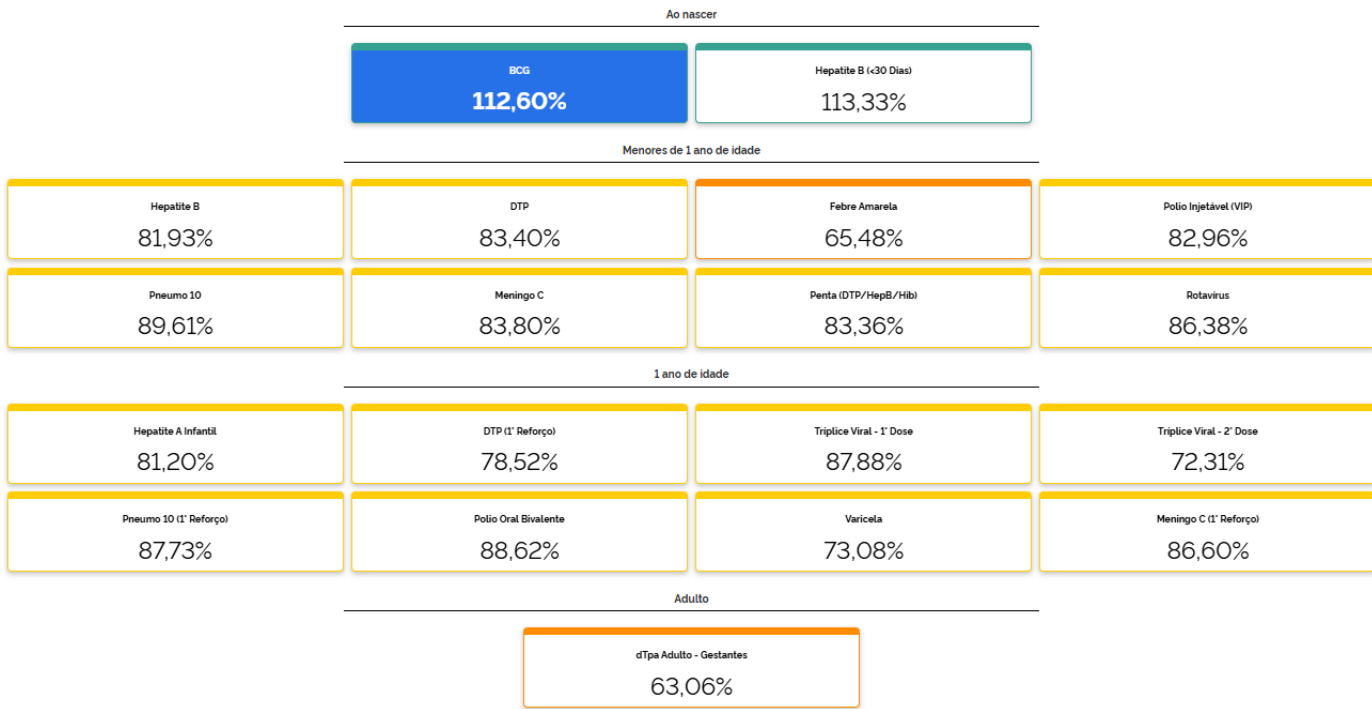 Ao nascer
BCG
112,60%
Hepatite B (<30 Dias)
113,33%
Menores de 1 ano de idade
Hepatite B
81,93%
DTP
83,40%
Febre Amarela
65,48%
Polio Injetável (VIP)
82,96%
Pneumo 10
89,61%
Meningo C
83,80%
Penta (DTP/HepB/Hib)
83,36%
Rotavírus
86,38%
1 ano de idade
Hepatite A Infantil
81,20%
DTP (1° Reforço)
78,52%
Tríplice Viral - 1° Dose
87,88%
Tríplice Viral - 2° Dose
72,31%
Pneumo 10 (1° Reforço)
87,73%
Polio Oral Bivalente
88,62%
Varicela
73,08%
Meningo C (1° Reforço)
86,60%
Adulto
dTpa Adulto - Gestantes
63,06%